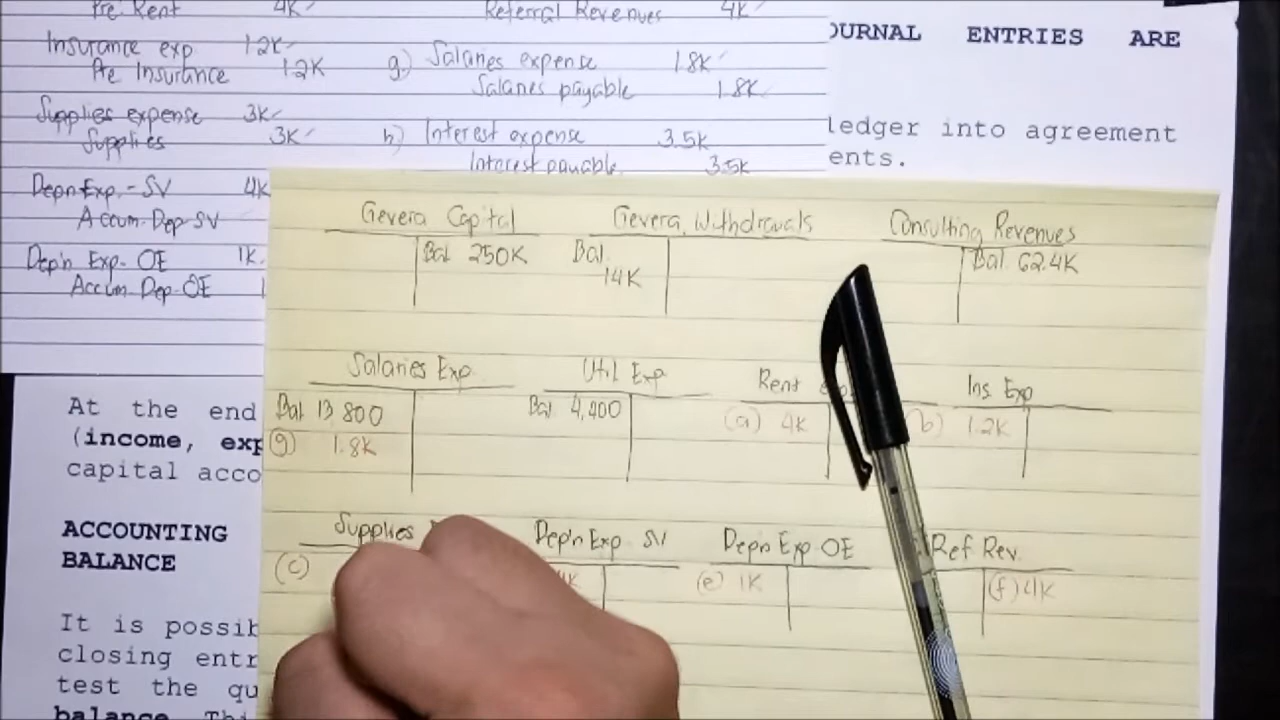 Pre Rent 4K
Insurance exp 1.2K
Pre Insurance 1.2K
Supplies expense 3K
Supplies 3K
Depn Exp - SV 4K
Accum Dep SV
Dep'n Exp - OE 1K
Accum Dep OE
Referral Revenues 4K
g) Salaries expense 1.8K
Salaries payable 1.8K
h) Interest expense 3.5K
Interest payable 3.5K
OURNAL ENTRIES ARE
ledger into agreement
ents.
Gevera Capital Gevera Withdrawals Consulting Revenues
Bal 250K Bal 14K Bal 62.4K
Salaries Exp Util Exp Rent Ins Exp
Bal 13,800 Bal 4,400 (a) 4K b) 1.2K
(g) 1.8K
Supplies Dep'n Exp SV Dep'n Exp OE Ref Rev.
(c) 4K (e) 1K (f) 4K
At the end
(income, exp
capital acco
ACCOUNTING
BALANCE
It is possib
closing entr
test the qu
balance. Thi